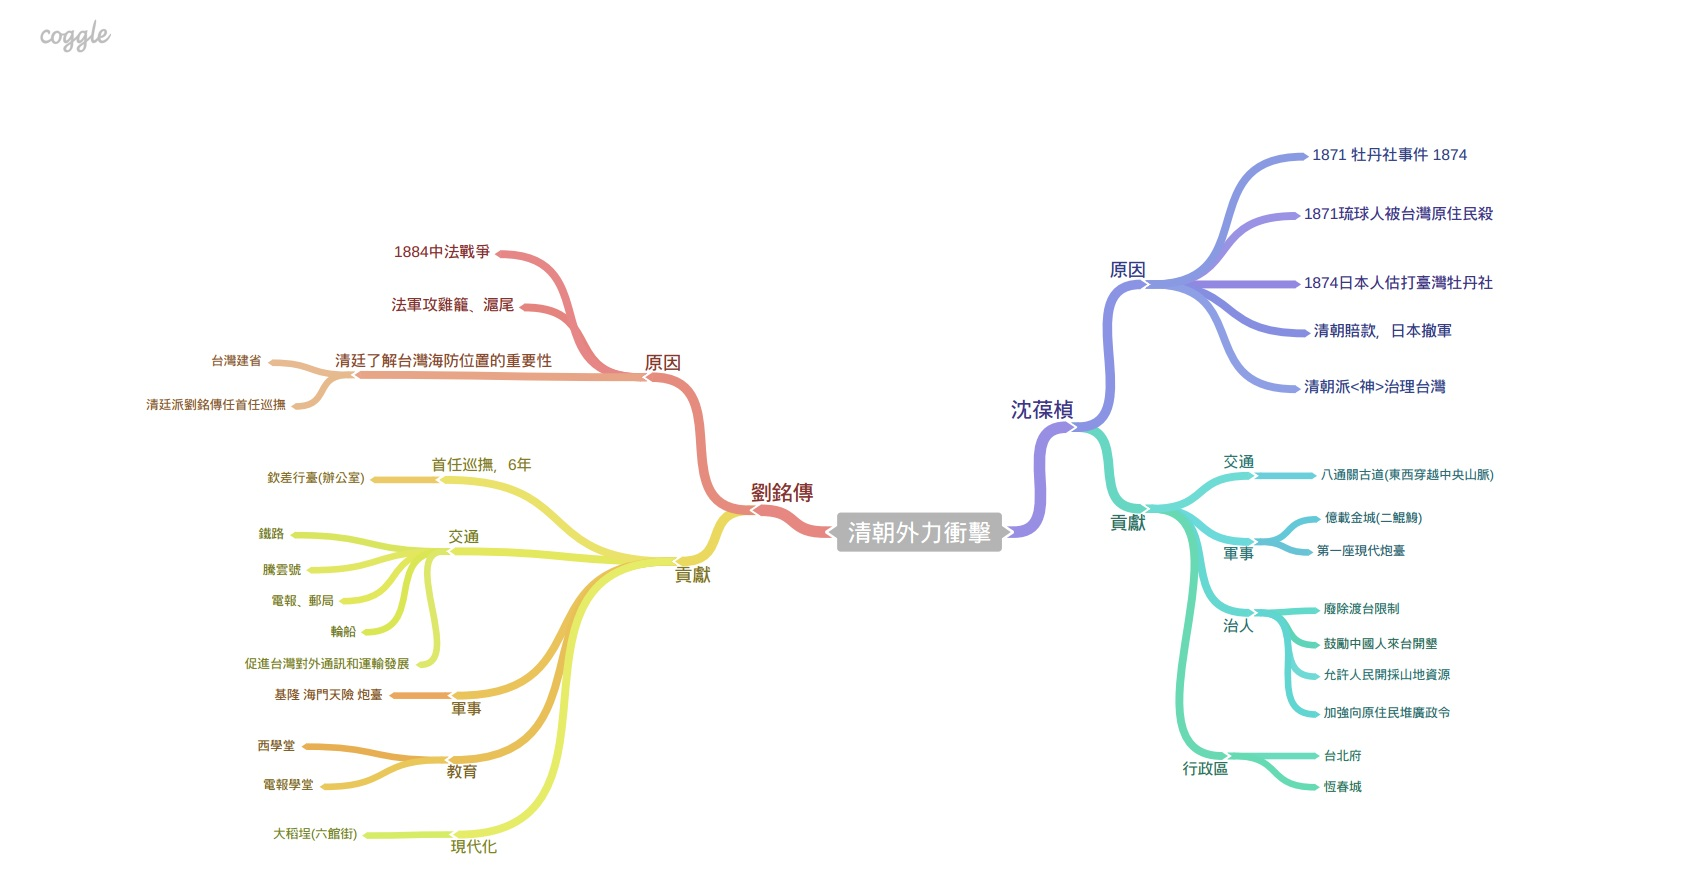 coggle
清朝外力衝擊
劉銘傳
原因
1884中法戰爭
法軍攻雞籠、滬尾
清廷了解台灣海防位置的重要性
台灣建省
清廷派劉銘傳任首任巡撫
貢獻
首任巡撫，6年
欽差行臺(辦公室)
交通
鐵路
騰雲號
電報、郵局
輪船
促進台灣對外通訊和運輸發展
軍事
基隆 海門天險 炮臺
教育
西學堂
電報學堂
現代化
大稻埕(六館街)
沈葆楨
原因
1871 牡丹社事件 1874
1871琉球人被台灣原住民殺
1874日本人估打臺灣牡丹社
清朝賠款，日本撤軍
清朝派<神>治理台灣
貢獻
交通
八通關古道(東西穿越中央山脈)
軍事
億載金城(二鯤鯓)
第一座現代炮臺
治人
廢除渡台限制
鼓勵中國人來台開墾
允許人民開採山地資源
加強向原住民堆廣政令
行政區
台北府
恆春城